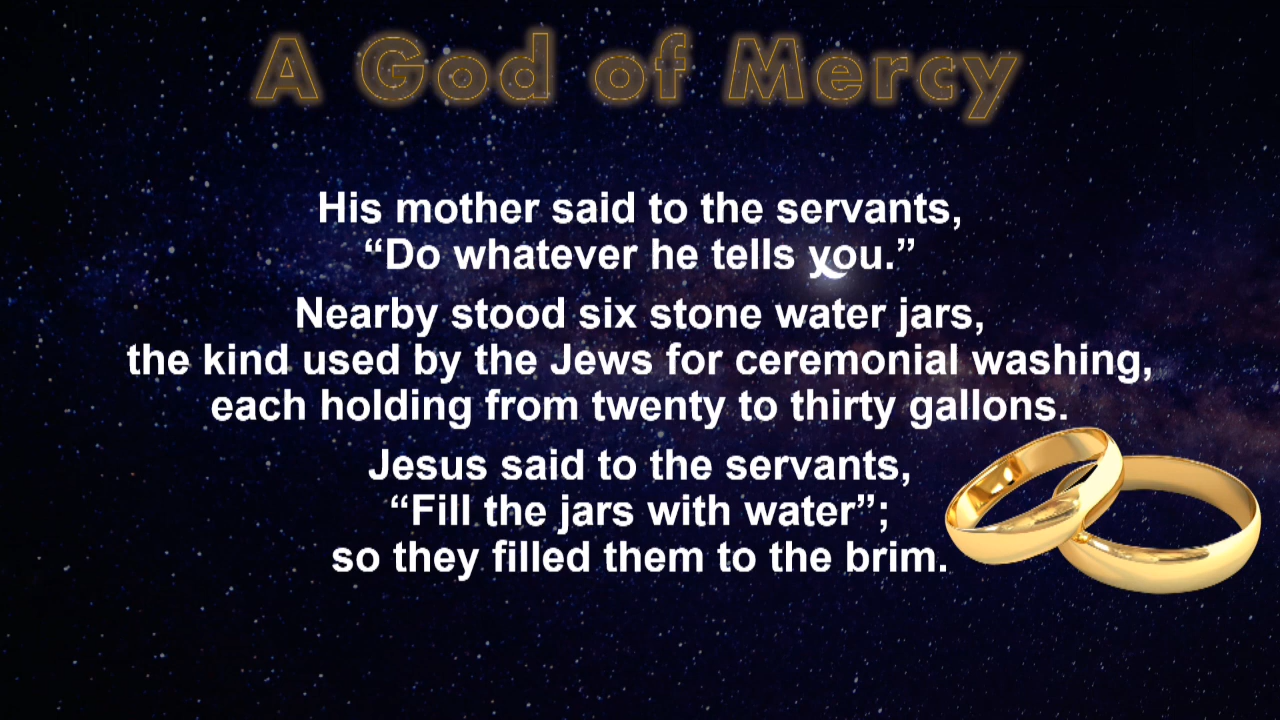 A God of Mercy
His mother said to the servants,
“Do whatever he tells you.”
Nearby stood six stone water jars,
the kind used by the Jews for ceremonial washing,
each holding from twenty to thirty gallons.
Jesus said to the servants,
“Fill the jars with water”;
so they filled them to the brim.